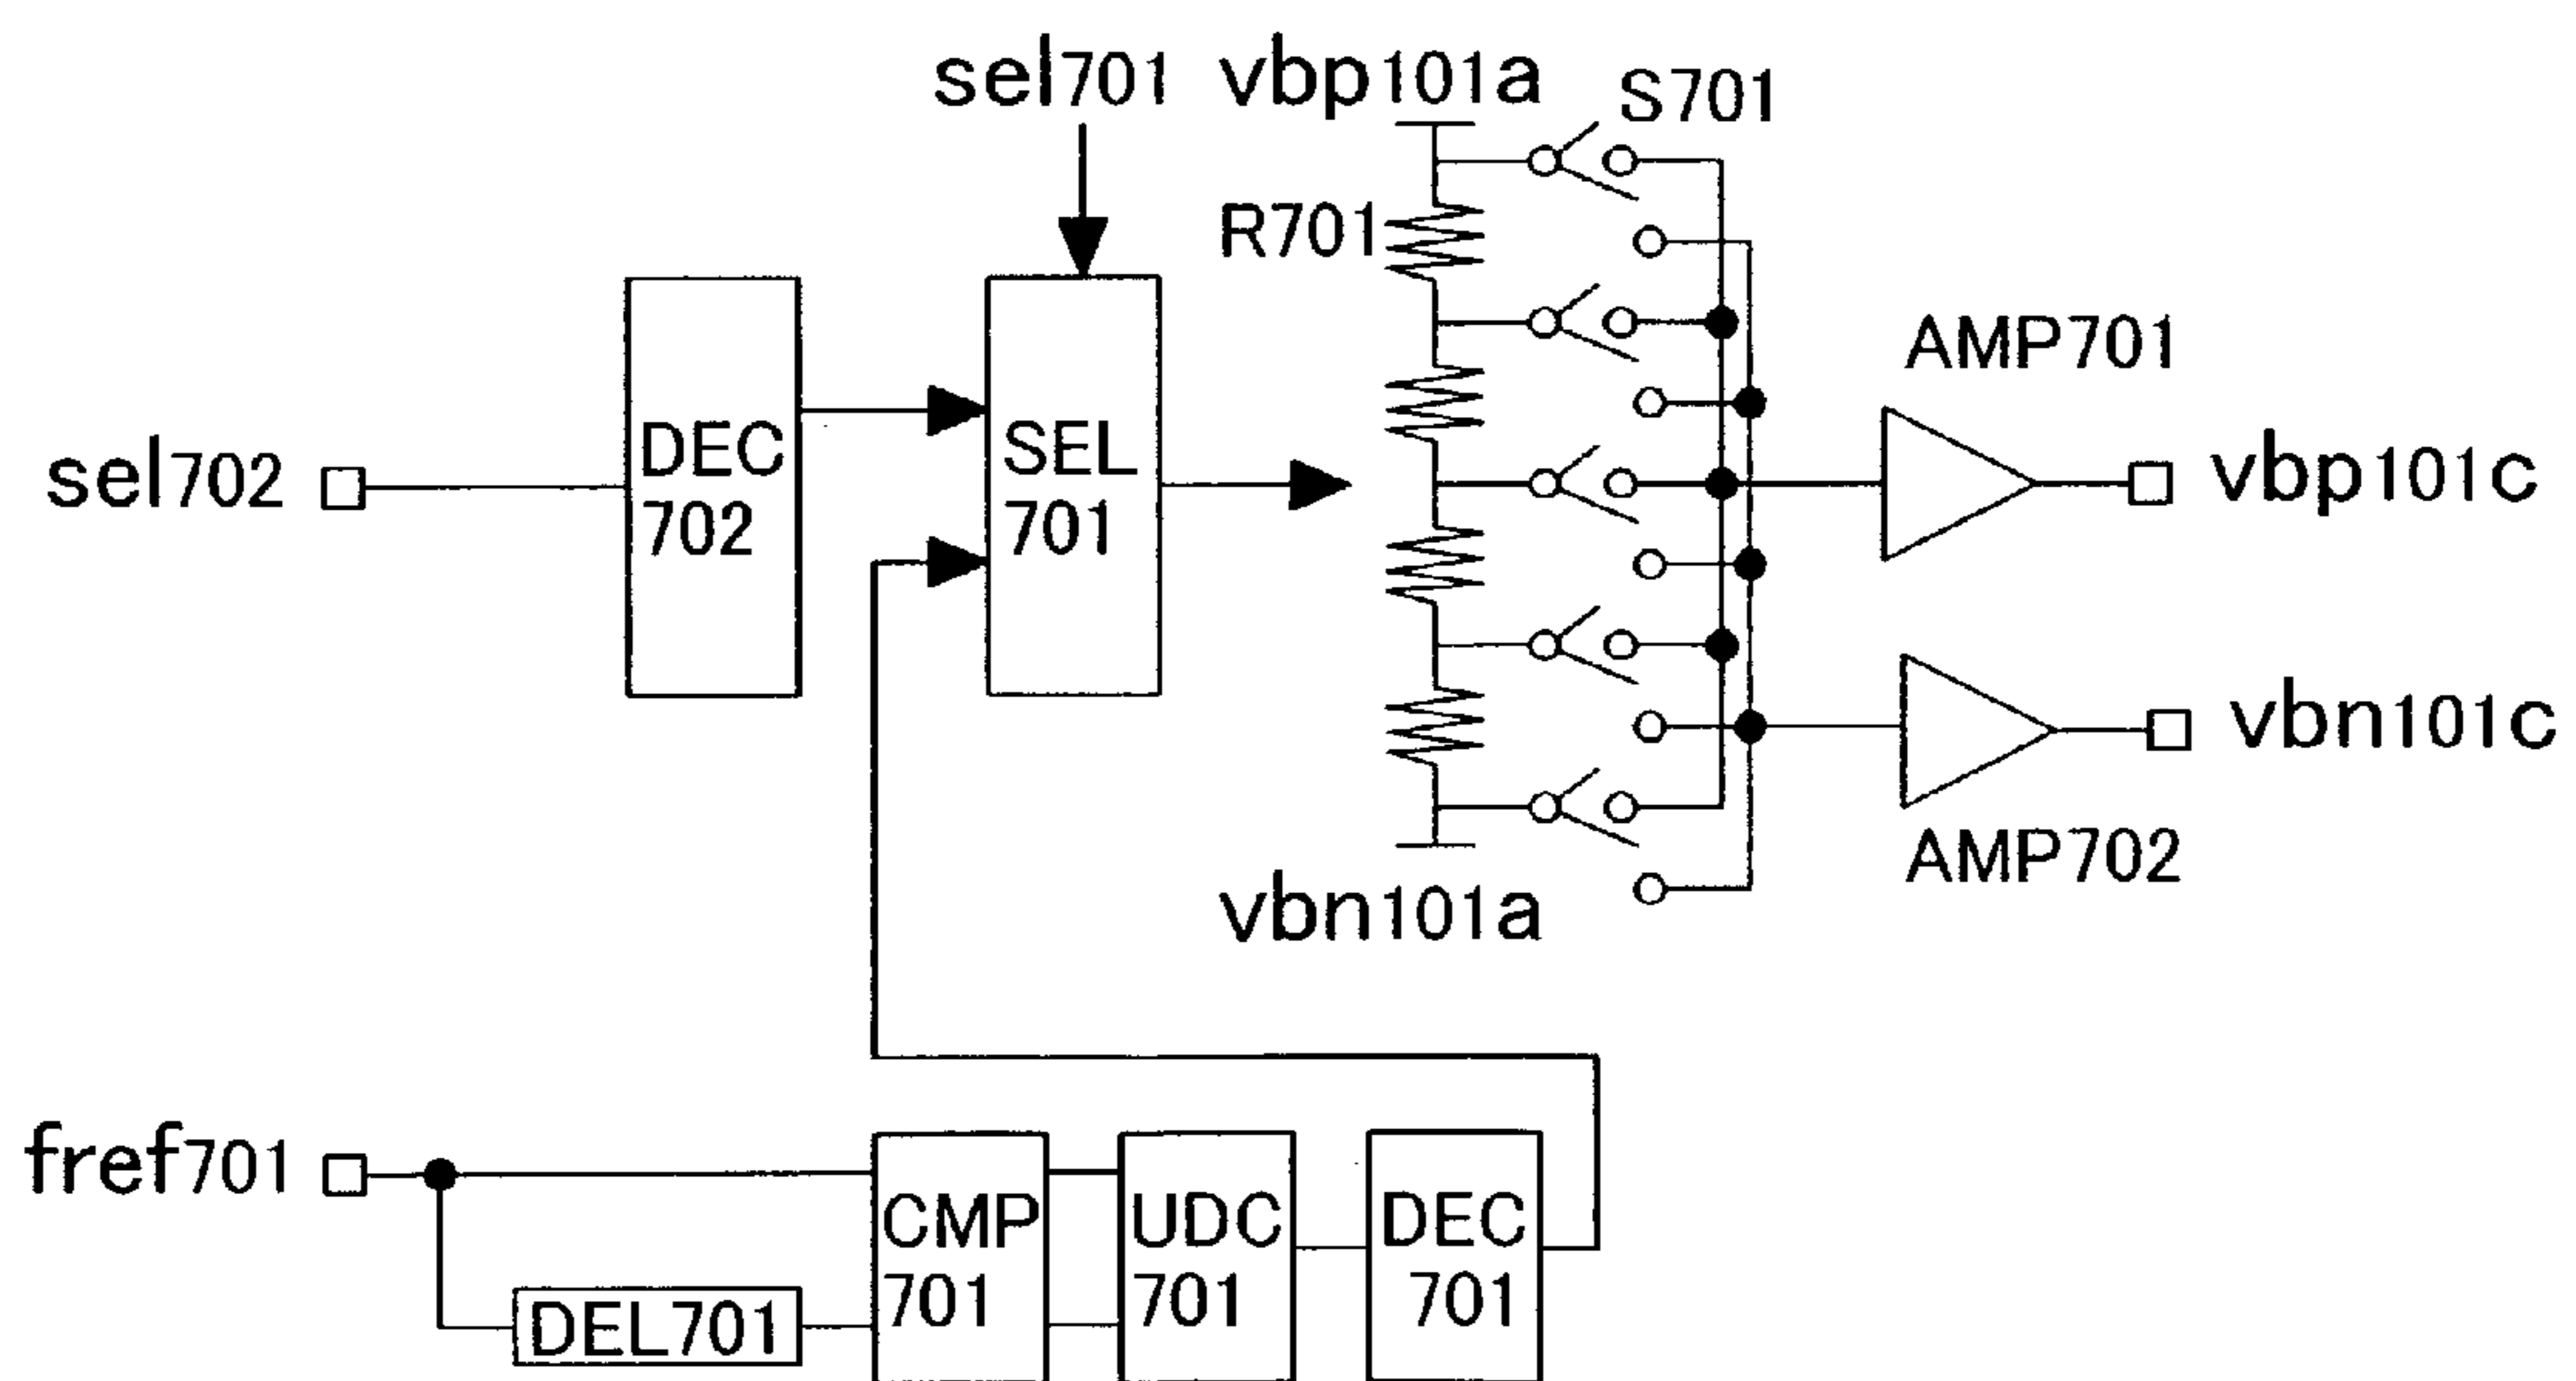 sel701 vbp101a
S701
R701
AMP701
DEC
702
SEL
701
sel702
vbp101c
vbn101c
AMP702
vbn101a
fref701
CMP
701
UDC
701
DEC
701
DEL701